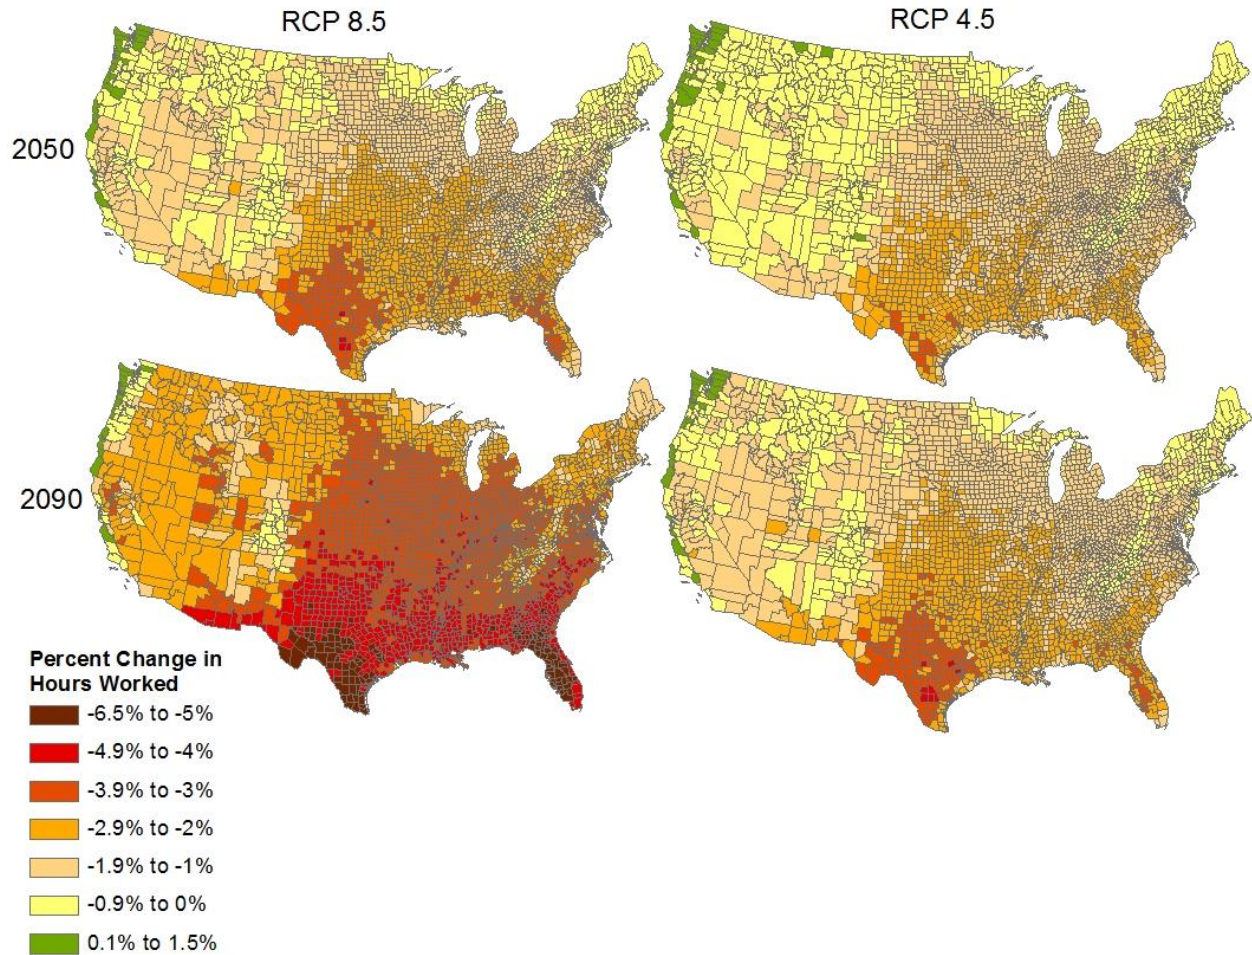 RCP 8.5
RCP 4.5
2050
2090
Percent Change in
Hours Worked
-6.5% to -5%
-4.9% to -4%
-3.9% to -3%
-2.9% to -2%
-1.9% to -1%
-0.9% to 0%
0.1% to 1.5%